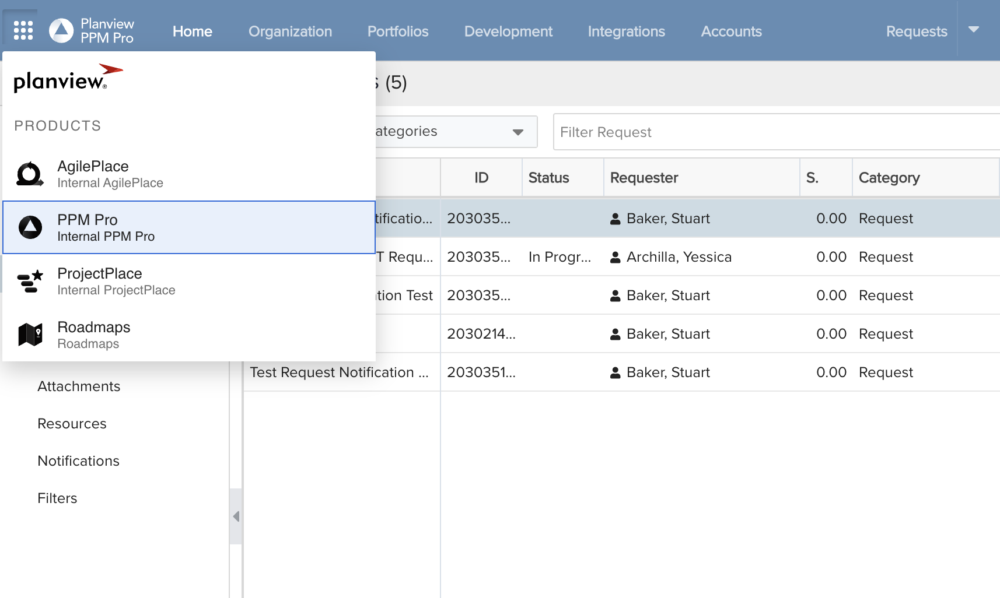 Planview
PPM Pro
Home Organization Portfolios Development Integrations Accounts Requests
planview®
(5)
PRODUCTS
ategories
Filter Request
AgilePlace
Internal AgilePlace
ID Status Requester S. Category
PPM Pro
Internal PPM Pro
tificatio... 203035... Baker, Stuart 0.00 Request
T Requ... 203035... In Progr... Archilla, Yessica 0.00 Request
ProjectPlace
Internal ProjectPlace
tion Test 203035... Baker, Stuart 0.00 Request
Roadmaps
Roadmaps
2030214... Baker, Stuart 0.00 Request
Test Request Notification ... 2030351... Baker, Stuart 0.00 Request
Attachments
Resources
Notifications
Filters